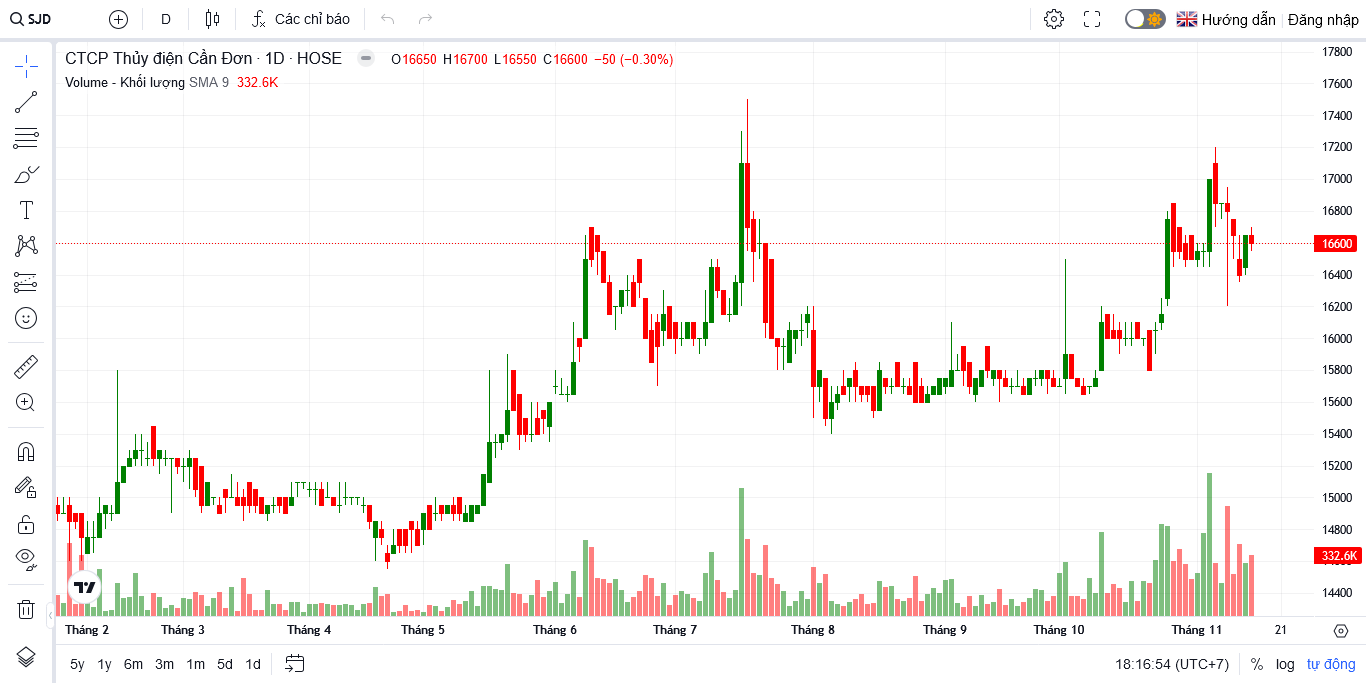 SJD D Các chỉ báo Hướng dẫn Đăng nhập
CTCP Thủy điện Cần Đơn · 1D · HOSE O16650 H16700 L16550 C16600 −50 (−0.30%)
Volume - Khối lượng SMA 9 332.6K
17800
17600
17400
17200
17000
16800
16600
16400
16200
16000
15800
15600
15400
15200
15000
14800
332.6K
14400
Tháng 2 Tháng 3 Tháng 4 Tháng 5 Tháng 6 Tháng 7 Tháng 8 Tháng 9 Tháng 10 Tháng 11 21
5y 1y 6m 3m 1m 5d 1d 18:16:54 (UTC+7) % log tự động